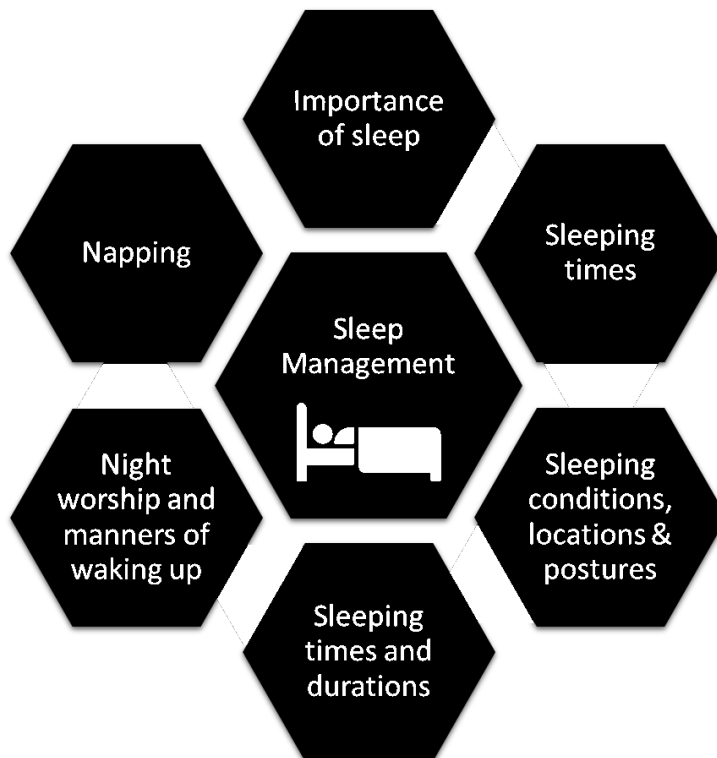 Importance
of sleep
Sleeping
times
Sleeping
conditions,
locations &
postures
Sleeping
times and
durations
Night
worship and
manners of
waking up
Napping
Sleep
Management